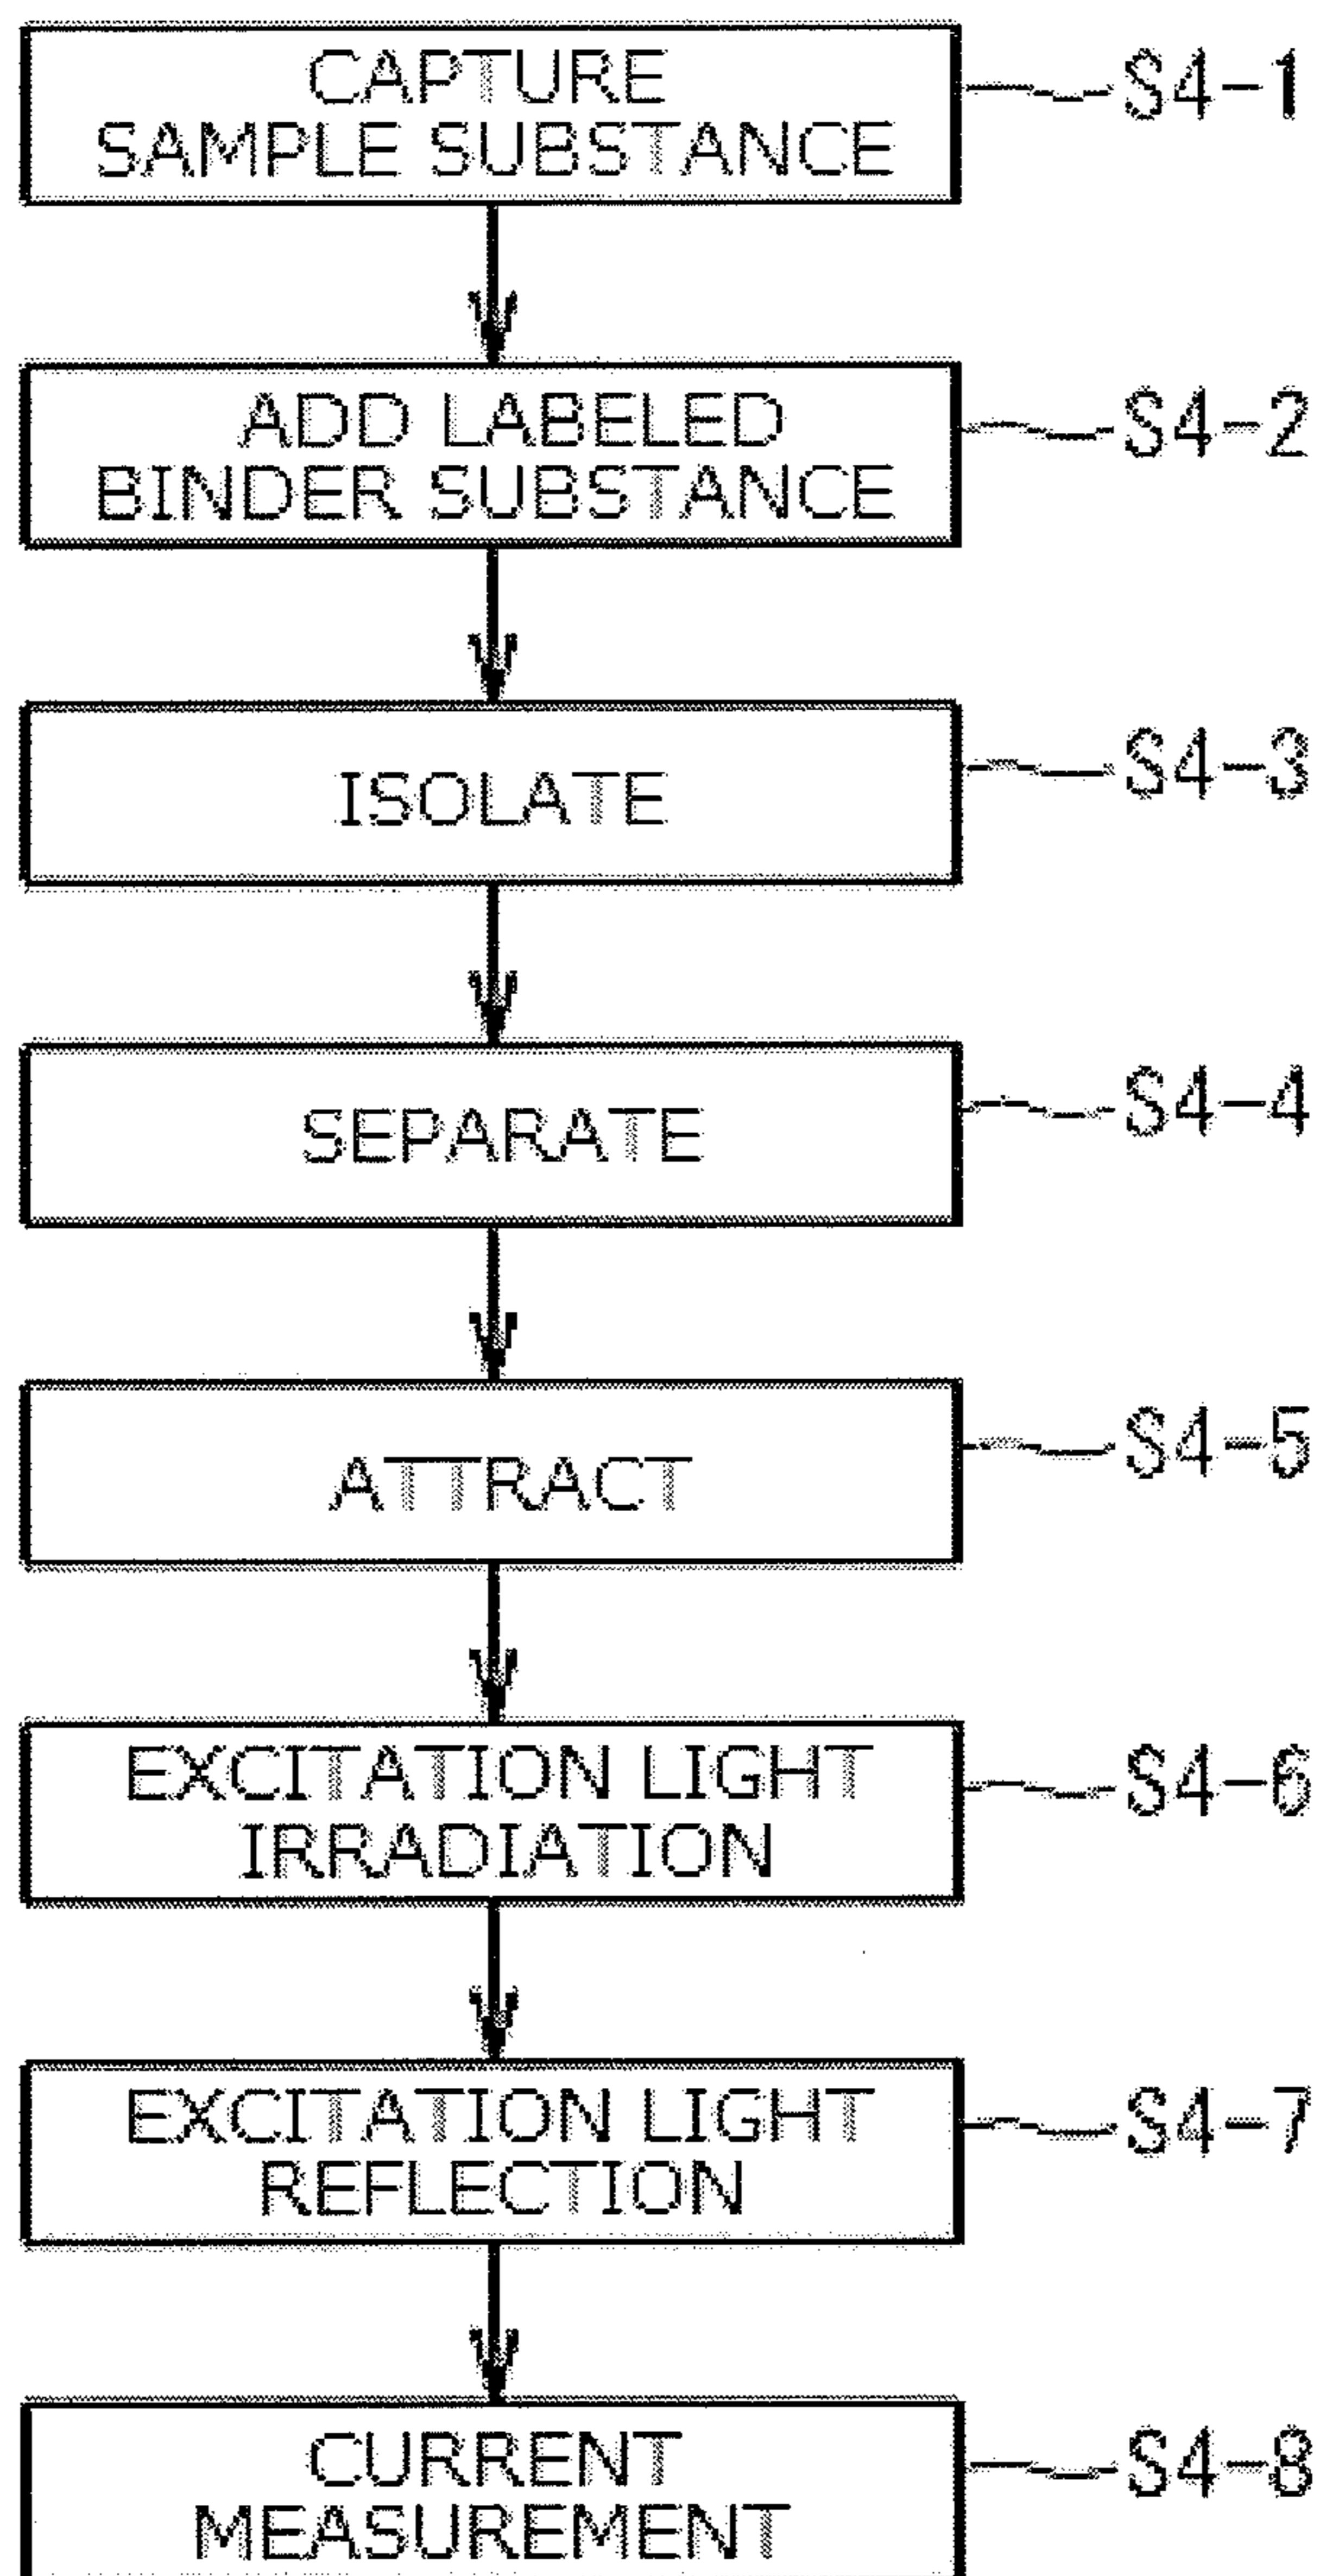 CAPTURE
SAMPLE SUBSTANCE
S4-1
ADD LABELED
BINDER SUBSTANCE
S4-2
ISOLATE
S4-3
SEPARATE
S4-4
ATTRACT
S4-5
EXCITATION LIGHT
IRRADIATION
S4-6
EXCITATION LIGHT
REFLECTION
S4-7
CURRENT
MEASUREMENT
S4-8